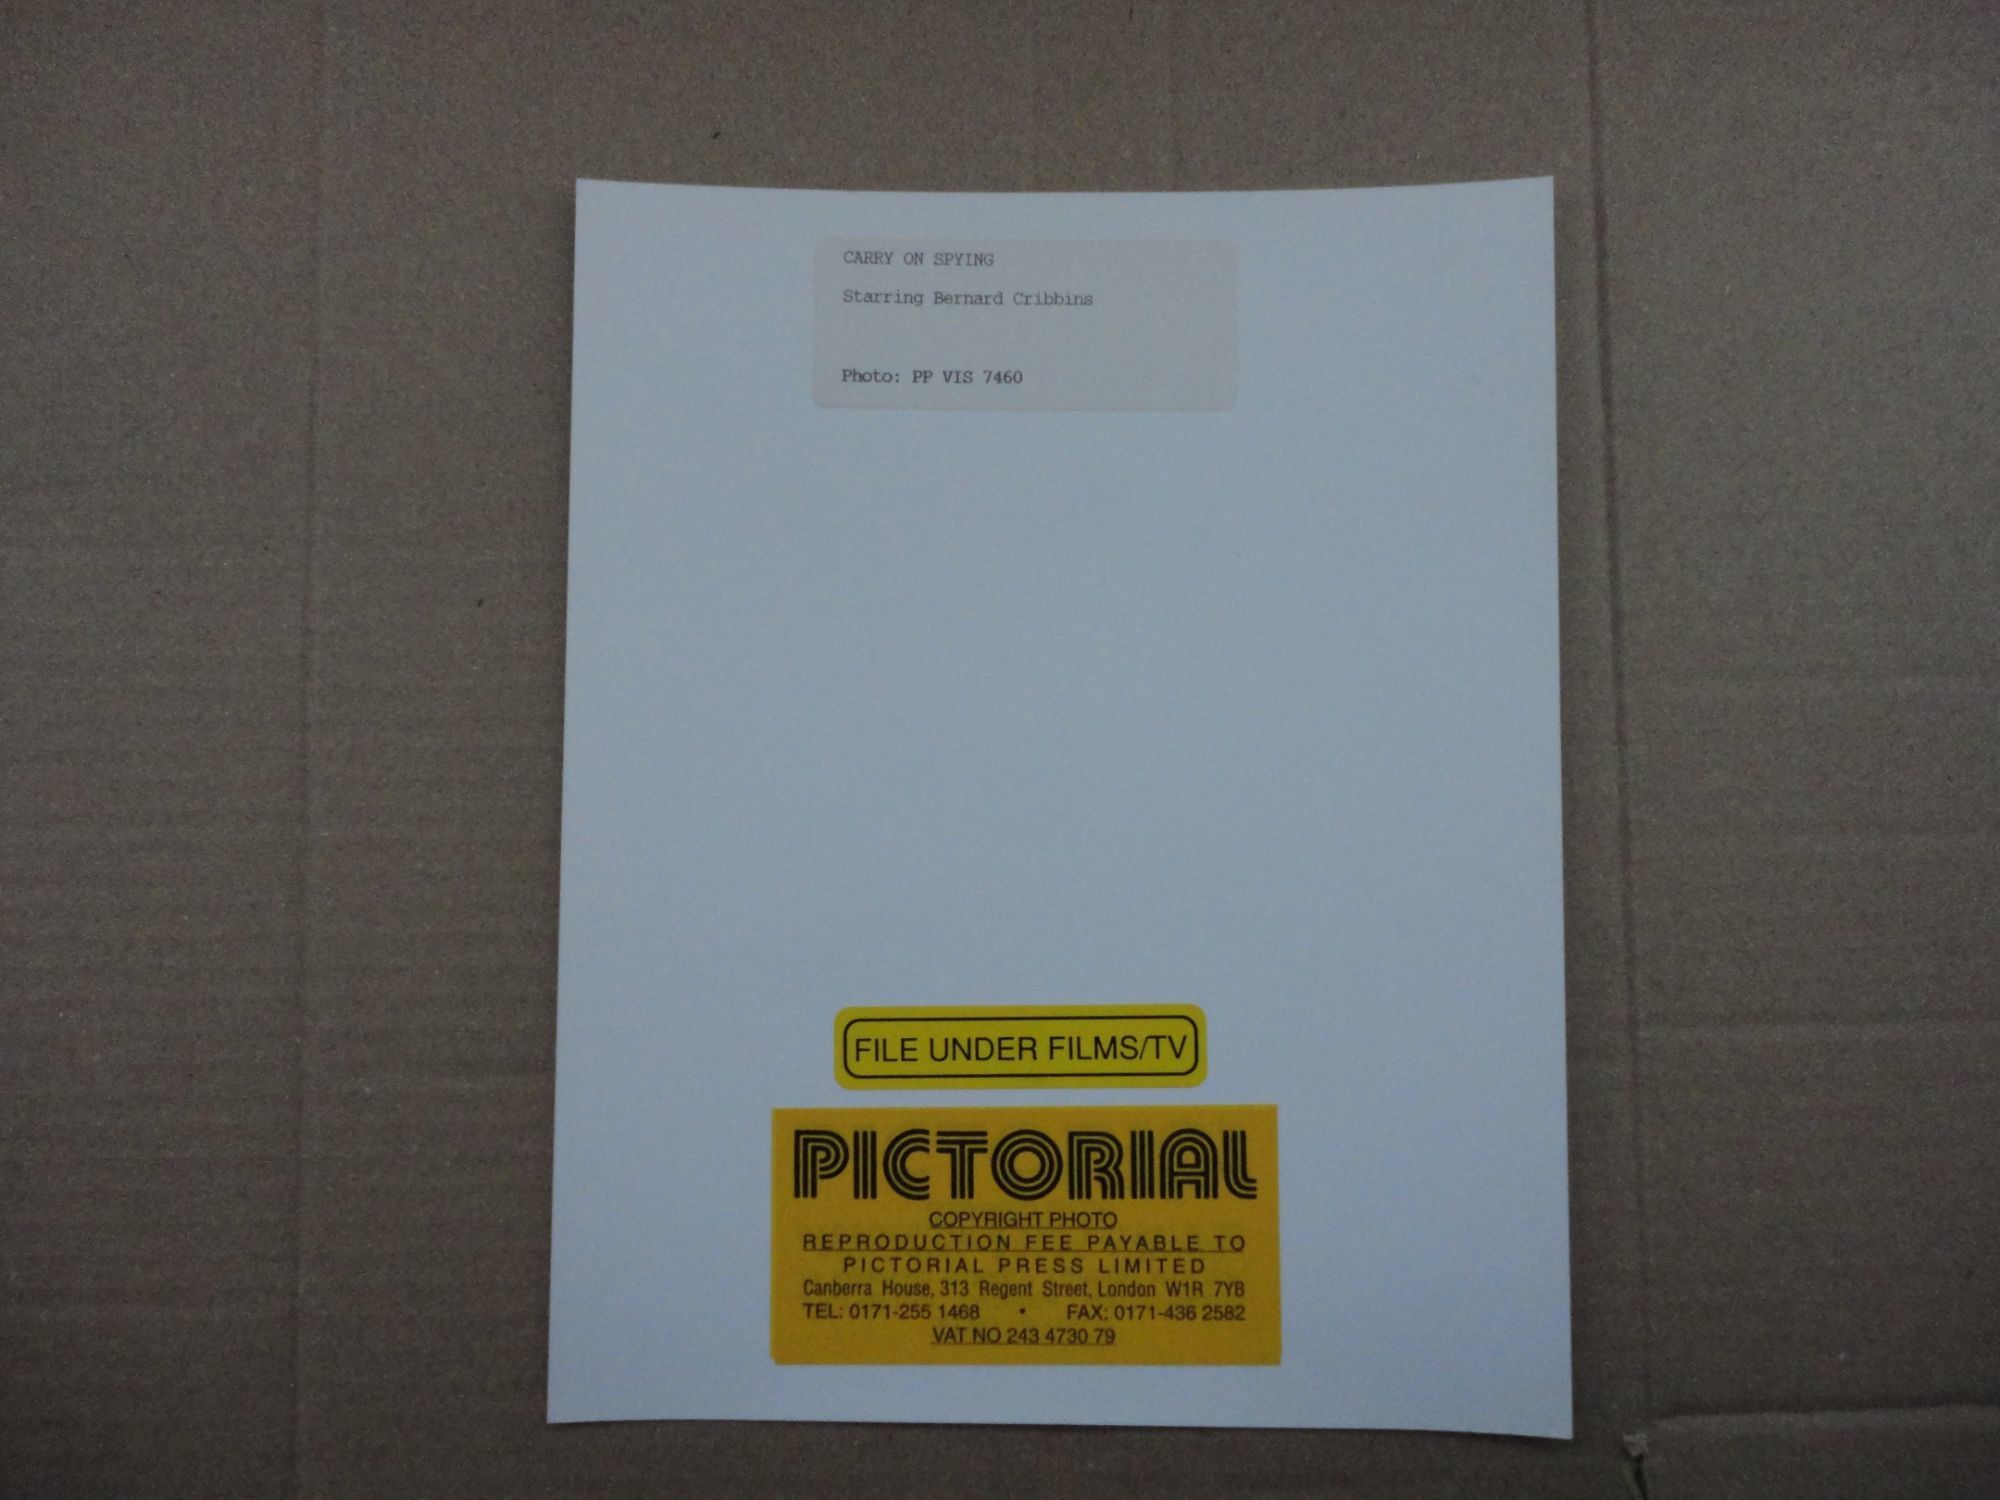 CARRY ON SPYING
Starring Bernard Cribbins
Photo: PP VIS 7460
FILE UNDER FILMS/TV
PICTORIAL
COPYRIGHT PHOTO
REPRODUCTION FEE PAYABLE TO
PICTORIAL PRESS LIMITED
Canberra House, 313 Regent Street, London W1R 7YB
TEL: 0171-255 1468 • FAX: 0171-436 2582
VAT NO 243 4730 79